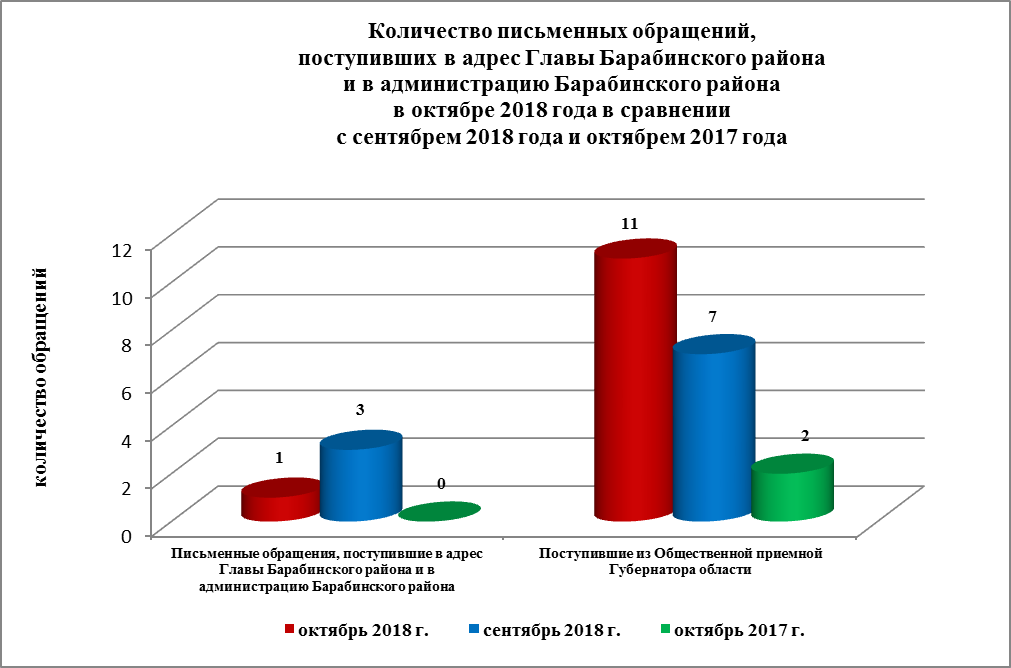 Количество письменных обращений,
поступивших в адрес Главы Барабинского района
и в администрацию Барабинского района
в октябре 2018 года в сравнении
с сентябрем 2018 года и октябрем 2017 года
количество обращений
12
10
8
6
4
2
0
1
3
0
11
7
2
Письменные обращения, поступившие в адрес
Главы Барабинского района и в
администрацию Барабинского района
Поступившие из Общественной приемной
Губернатора области
октябрь 2018 г.
сентябрь 2018 г.
октябрь 2017 г.